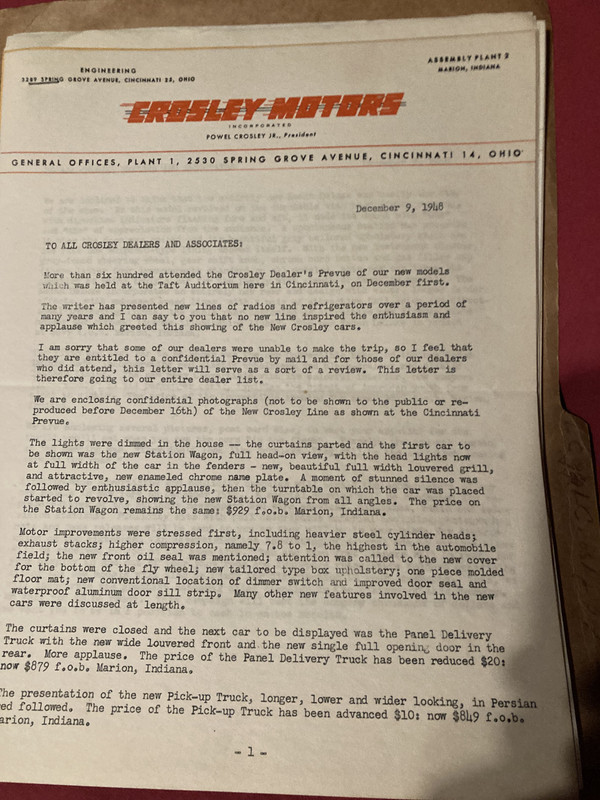 ENGINEERING
3289 SPRING GROVE AVENUE, CINCINNATI 25, OHIO
ASSEMBLY PLANT 2
MARION, INDIANA
CROSLEY MOTORS
INCORPORATED
POWEL CROSLEY JR., President
GENERAL OFFICES, PLANT 1, 2530 SPRING GROVE AVENUE, CINCINNATI 14, OHIO
December 9, 1948
TO ALL CROSLEY DEALERS AND ASSOCIATES:
More than six hundred attended the Crosley Dealer's Prevue of our new models
which was held at the Taft Auditorium here in Cincinnati, on December first.
The writer has presented new lines of radios and refrigerators over a period of
many years and I can say to you that no new line inspired the enthusiasm and
applause which greeted this showing of the New Crosley cars.
I am sorry that some of our dealers were unable to make the trip, so I feel that
they are entitled to a confidential Prevue by mail and for those of our dealers
who did attend, this letter will serve as a sort of a review. This letter is
therefore going to our entire dealer list.
We are enclosing confidential photographs (not to be shown to the public or re-
produced before December 16th) of the New Crosley Line as shown at the Cincinnati
Prevue.
The lights were dimmed in the house — the curtains parted and the first car to
be shown was the new Station Wagon, full head-on view, with the head lights now
at full width of the car in the fenders - new, beautiful full width louvered grill,
and attractive, new enameled chrome name plate. A moment of stunned silence was
followed by enthusiastic applause, then the turntable on which the car was placed
started to revolve, showing the new Station Wagon from all angles. The price on
the Station Wagon remains the same: $929 f.o.b. Marion, Indiana.
Motor improvements were stressed first, including heavier steel cylinder heads;
exhaust stacks; higher compression, namely 7.8 to 1, the highest in the automobile
field; the new front oil seal was mentioned; attention was called to the new cover
for the bottom of the fly wheel; new tailored type box upholstery; one piece molded
floor mat; new conventional location of dimmer switch and improved door seal and
waterproof aluminum door sill strip. Many other new features involved in the new
cars were discussed at length.
The curtains were closed and the next car to be displayed was the Panel Delivery
Truck with the new wide louvered front and the new single full opening door in the
rear. More applause. The price of the Panel Delivery Truck has been reduced $20:
now $879 f.o.b. Marion, Indiana.
The presentation of the new Pick-up Truck, longer, lower and wider looking, in Persian
ed followed. The price of the Pick-up Truck has been advanced $10: now $849 f.o.b.
arion, Indiana.
- 1 -